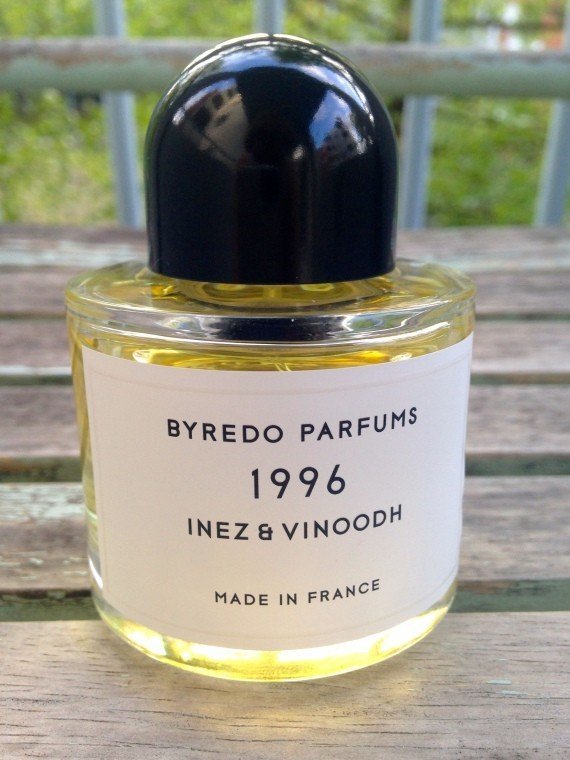 BYREDO PARFUMS
1996
INEZ & VINOODH
MADE IN FRANCE